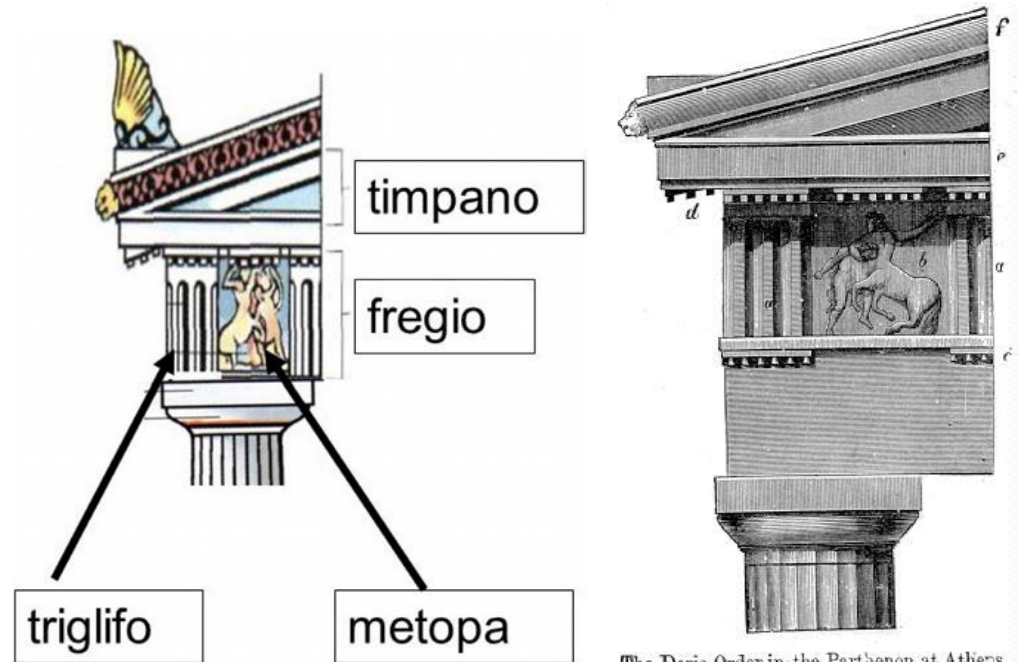 timpano
fregio
triglifo
metopa
f
e
d
b
a
a
c
The Doric Order in the Parthenon at Athens